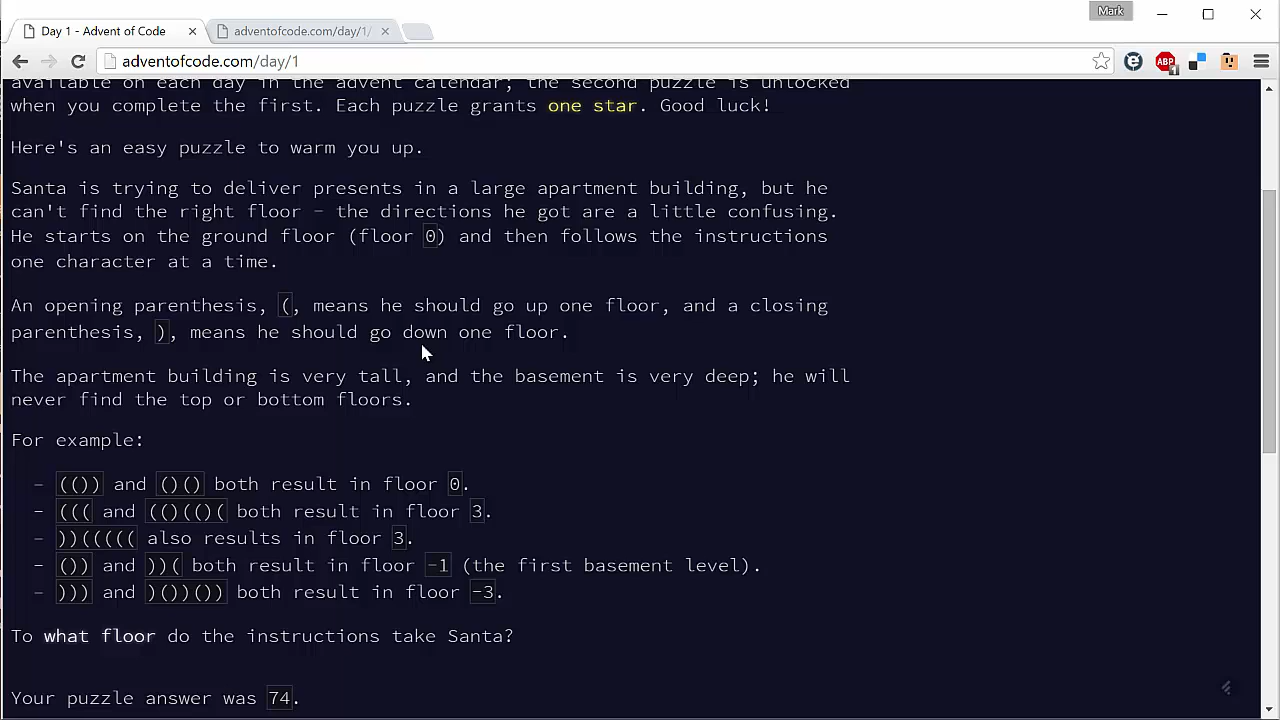 Mark
Day 1 - Advent of Code
adventofcode.com/day/1/
adventofcode.com/day/1
ABP
1
available on each day in the advent calendar; the second puzzle is unlocked
when you complete the first. Each puzzle grants one star. Good luck!
Here's an easy puzzle to warm you up.
Santa is trying to deliver presents in a large apartment building, but he
can't find the right floor - the directions he got are a little confusing.
He starts on the ground floor (floor 0) and then follows the instructions
one character at a time.
An opening parenthesis, (, means he should go up one floor, and a closing
parenthesis, ), means he should go down one floor.
The apartment building is very tall, and the basement is very deep; he will
never find the top or bottom floors.
For example:
- (()) and ()() both result in floor 0.
- ((( and (()(()( both result in floor 3.
- ))((((( also results in floor 3.
- ()) and ))( both result in floor -1 (the first basement level).
- ))) and )())()) both result in floor -3.
To what floor do the instructions take Santa?
Your puzzle answer was 74.